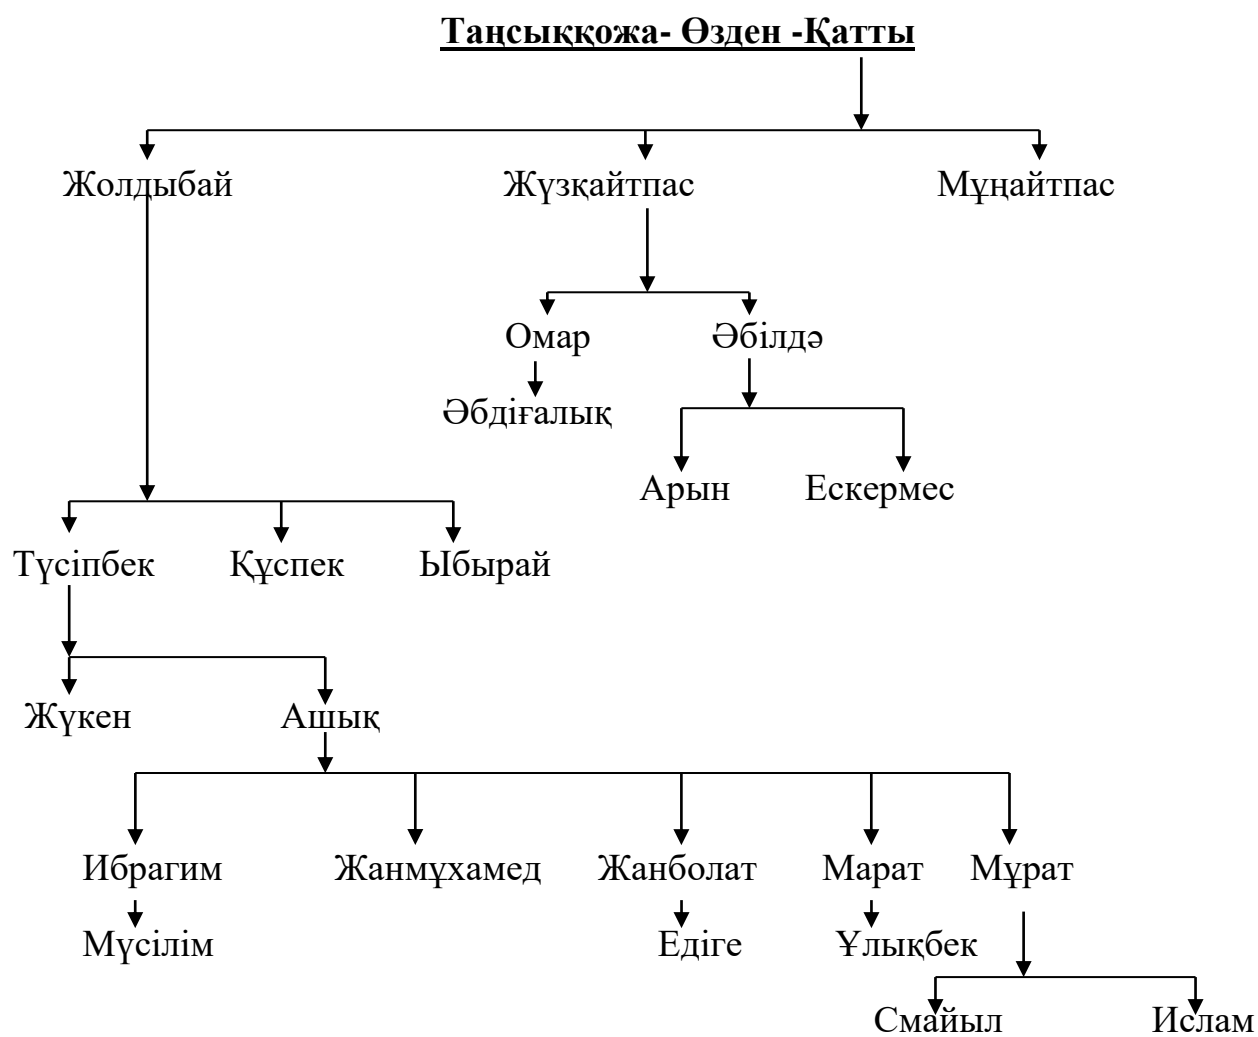 Таңсыққожа- Өзден -Қатты
Жолдыбай Жүзқайтпас Мұңайтпас
Омар Әбілдә
Әбдіғалық
Арын Ескермес
Түсіпбек Құспек Ыбырай
Жүкен Ашық
Ибрагим Жанмұхамед Жанболат Марат Мұрат
Мүсілім Едіге Ұлықбек
Смайыл Ислам